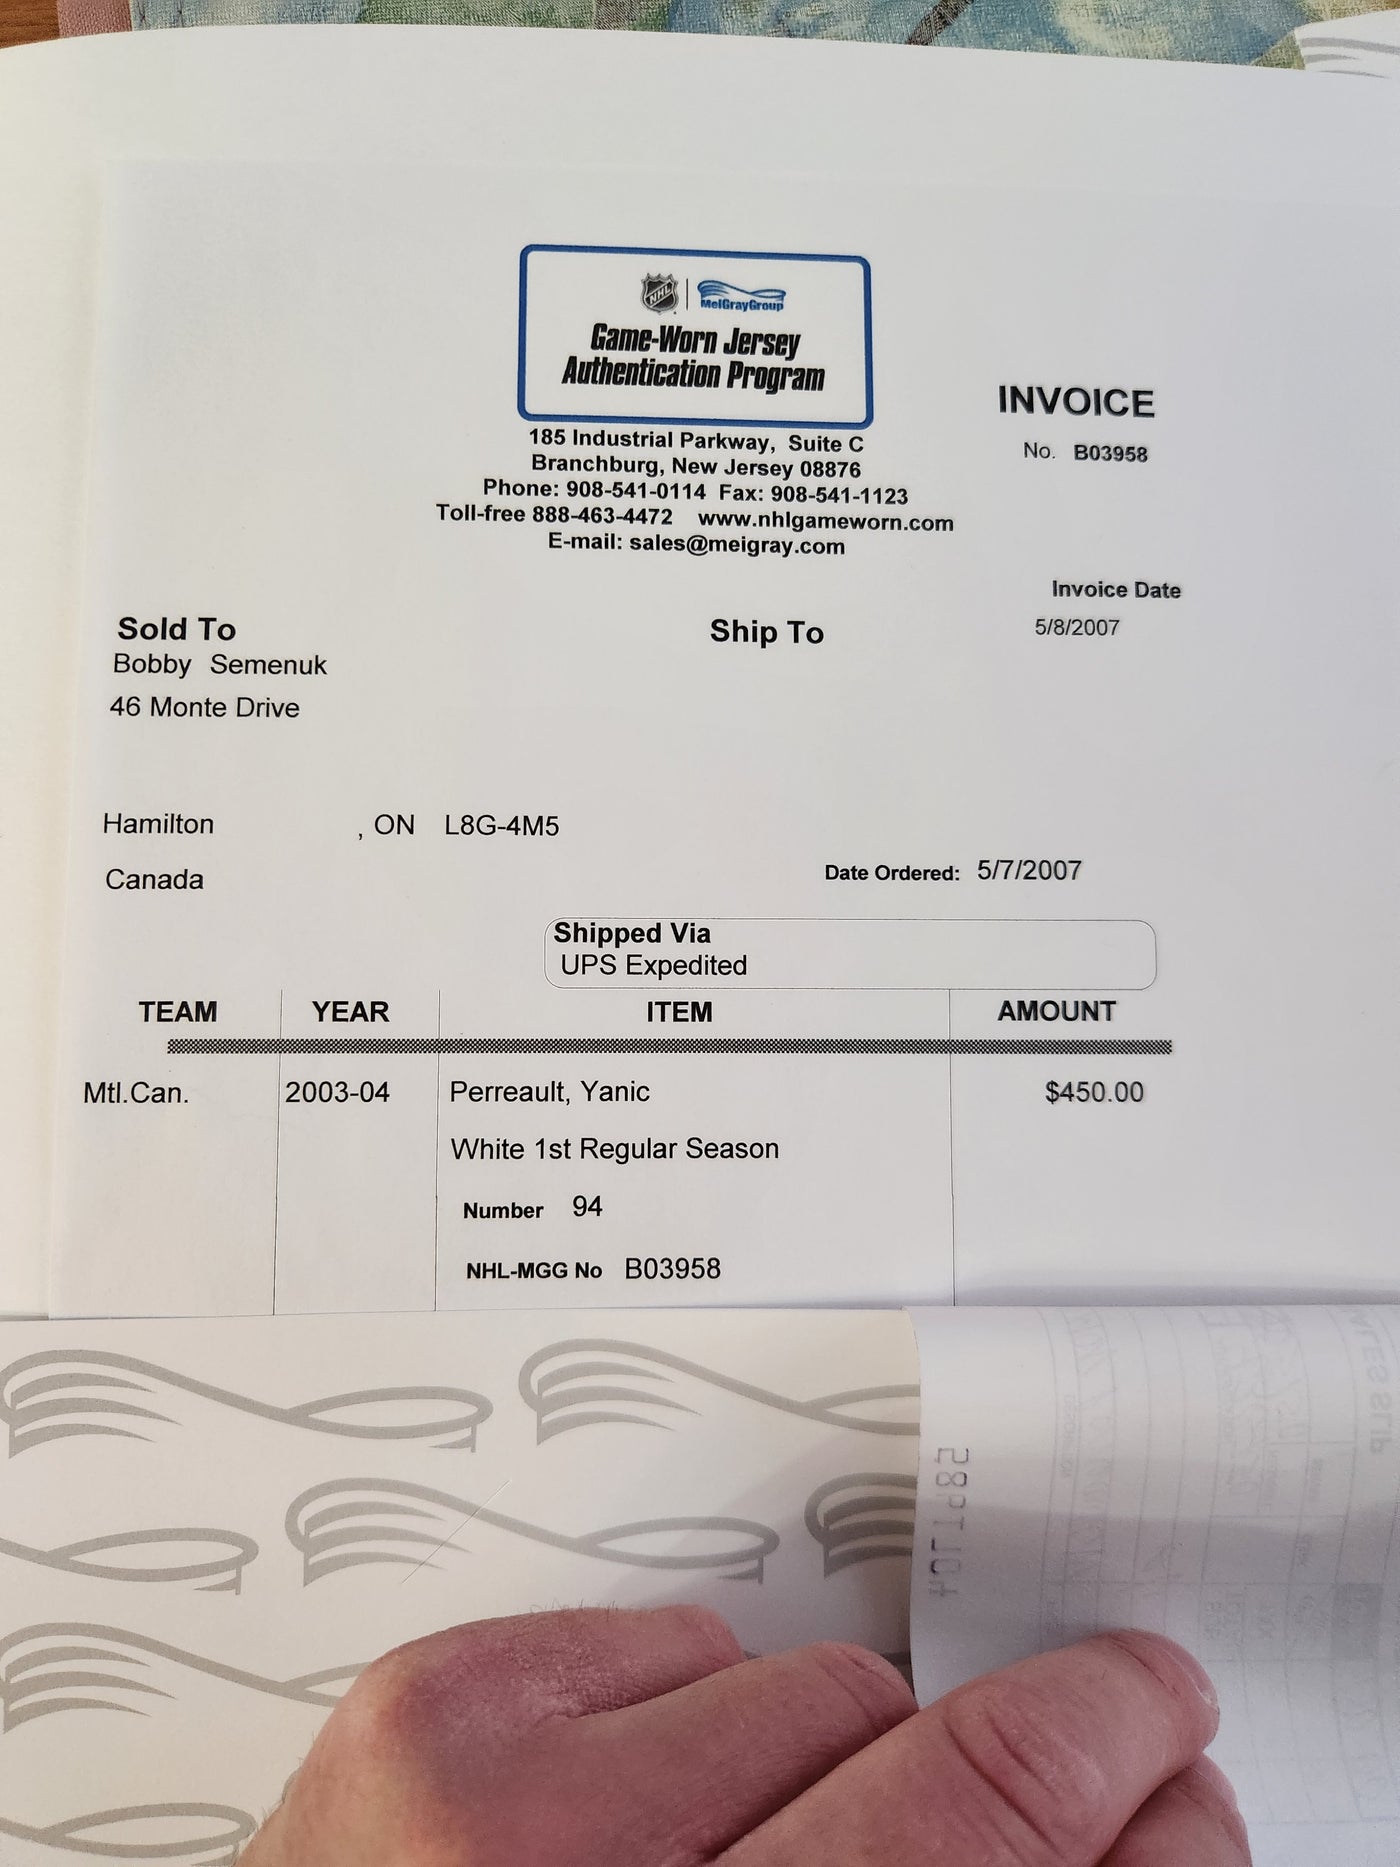 NHL MeiGrayGroup
Game-Worn Jersey
Authentication Program
185 Industrial Parkway, Suite C
Branchburg, New Jersey 08876
Phone: 908-541-0114 Fax: 908-541-1123
Toll-free 888-463-4472 www.nhlgameworn.com
E-mail: sales@meigray.com
INVOICE
No. B03958
Invoice Date
5/8/2007
Sold To
Bobby Semenuk
46 Monte Drive
Hamilton , ON L8G-4M5
Canada
Ship To
Date Ordered: 5/7/2007
Shipped Via
UPS Expedited
TEAM YEAR ITEM AMOUNT
Mtl.Can. 2003-04 Perreault, Yanic $450.00
White 1st Regular Season
Number 94
NHL-MGG No B03958